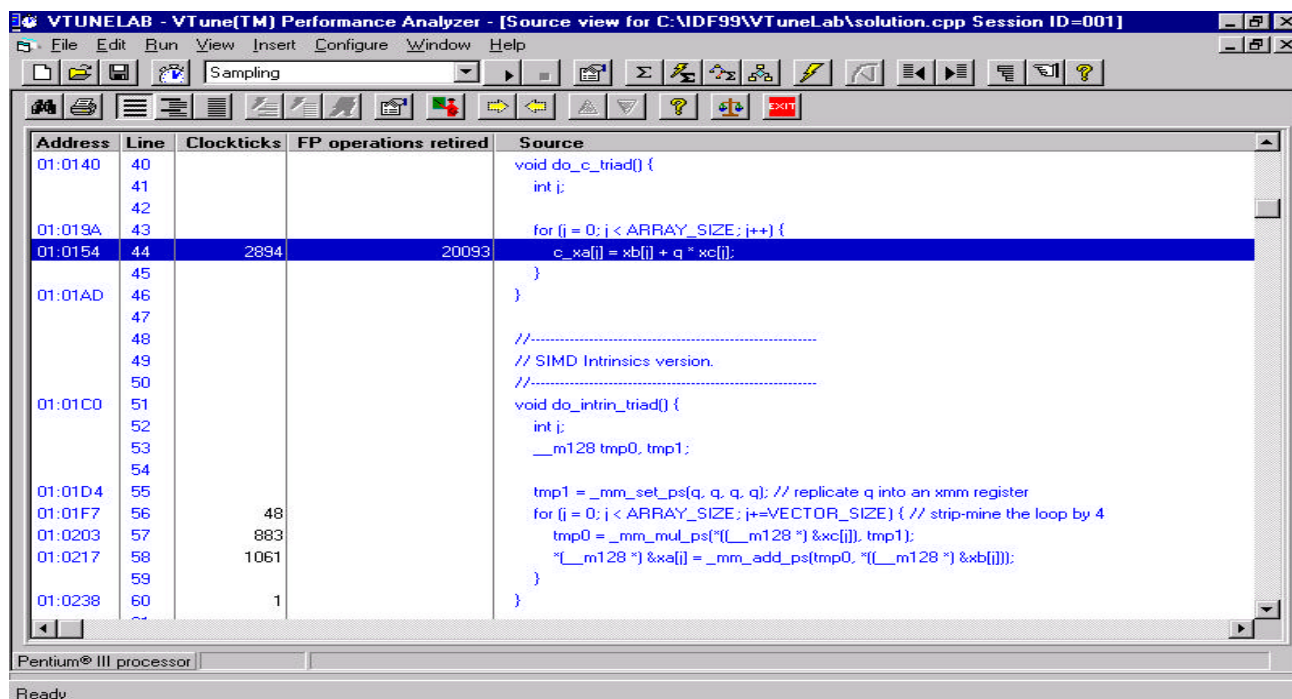 VTUNELAB - VTune(TM) Performance Analyzer - [Source view for C:\IDF99\VTuneLab\solution.cpp Session ID=001]
File Edit Run View Insert Configure Window Help
Sampling
EXIT
Address Line Clockticks FP operations retired Source
01:0140 40 void do_c_triad() {
41 int j;
42
01:019A 43 for (j = 0; j < ARRAY_SIZE; j++) {
01:0154 44 2894 20093 c_xa[j] = xb[j] + q * xc[j];
45 }
01:01AD 46 }
47
48 //-----------------------------------------------------------
49 // SIMD Intrinsics version.
50 //-----------------------------------------------------------
01:01C0 51 void do_intrin_triad() {
52 int j;
53 __m128 tmp0, tmp1;
54
01:01D4 55 tmp1 = _mm_set_ps(q, q, q, q); // replicate q into an xmm register
01:01F7 56 48 for (j = 0; j < ARRAY_SIZE; j+=VECTOR_SIZE) { // strip-mine the loop by 4
01:0203 57 883 tmp0 = _mm_mul_ps(*((__m128 *) &xc[j]), tmp1);
01:0217 58 1061 *(__m128 *) &xa[j] = _mm_add_ps(tmp0, *((__m128 *) &xb[j]));
59 }
01:0238 60 1 }
Pentium® III processor
Ready